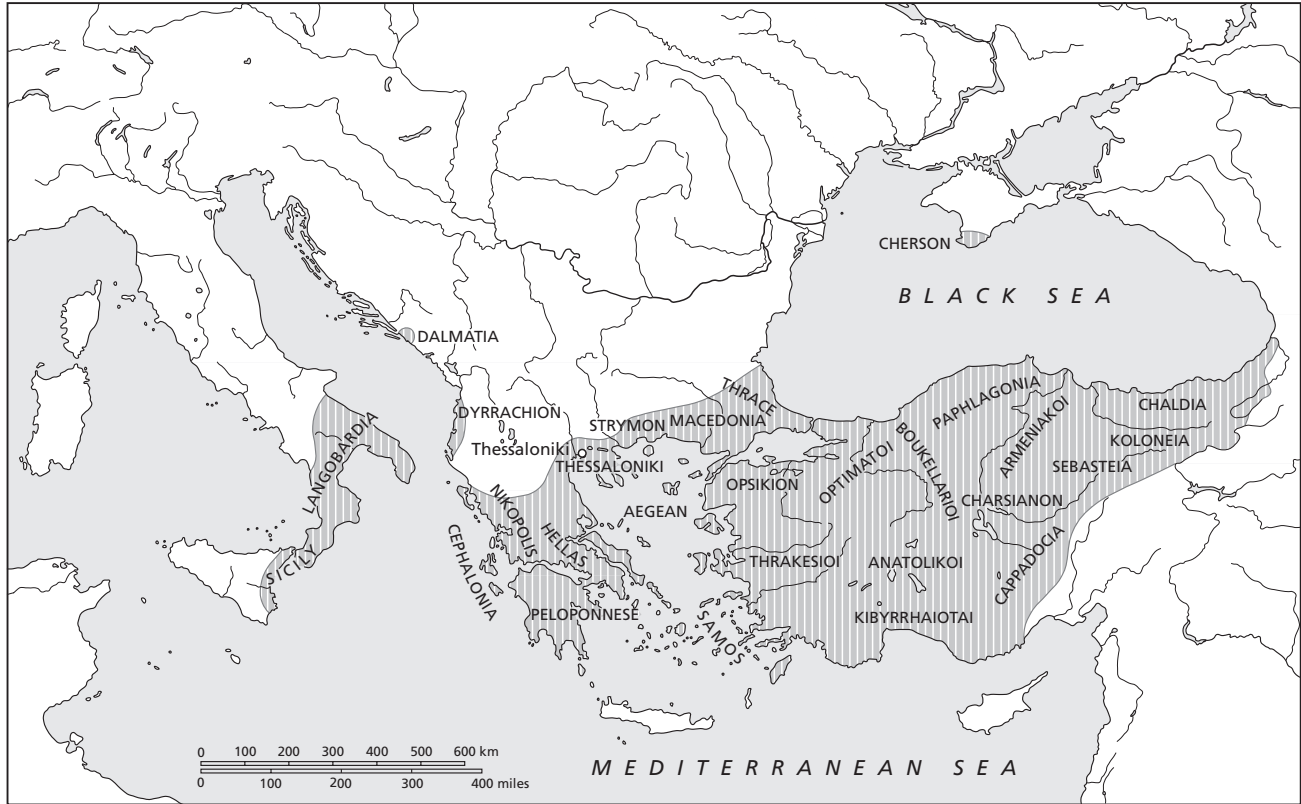 CHERSON
BLACK SEA
DALMATIA
DYRRACHION
Thessaloniki
STRYMON
MACEDONIA
THRACE
THESSALONIKI
LANGOBARDIA
SICILY
NIKOPOLIS
HELLAS
CEPHALONIA
PELOPONNESE
AEGEAN
SAMOS
OPSIKION
OPTIMATOI
BOUKELLARIOI
PAPHLAGONIA
ARMENIAKOI
CHALDIA
KOLONEIA
SEBASTEIA
CHARSIANON
CAPPADOCIA
THRAKESIOI
ANATOLIKOI
KIBYRRHAIOTAI
0 100 200 300 400 500 600 km
0 100 200 300 400 miles
MEDITERRANEAN SEA